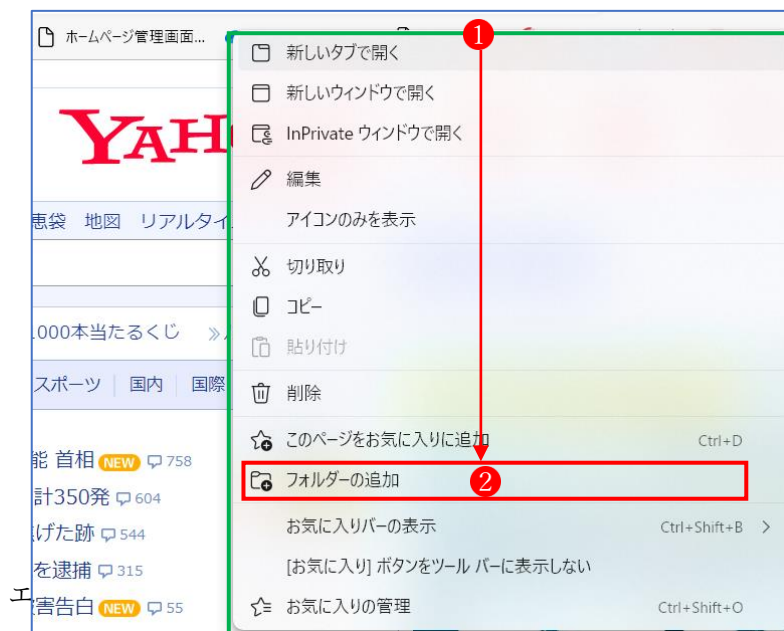 ホームページ管理画面...
1
新しいタブで開く
新しいウィンドウで開く
InPrivate ウィンドウで開く
YAH
編集
恵袋 地図 リアルタイ
アイコンのみを表示
切り取り
コピー
.000本当たるくじ ≫
貼り付け
スポーツ 国内 国際
削除
このページをお気に入りに追加 Ctrl+D
能 首相 NEW 758
フォルダーの追加 2
計350発 604
お気に入りバーの表示 Ctrl+Shift+B >
げた跡 544
[お気に入り] ボタンをツール バーに表示しない
を逮捕 315
エ
害告白 NEW 55
お気に入りの管理 Ctrl+Shift+O